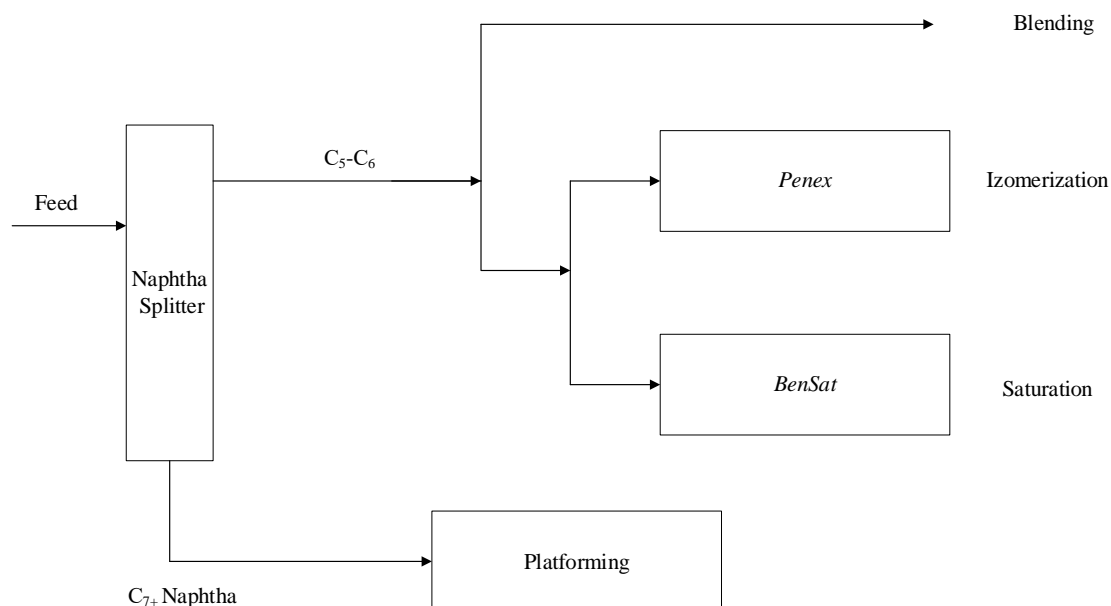 Blending
C₅-C₆
Penex
Izomerization
Feed
Naphtha
Splitter
BenSat
Saturation
Platforming
C₇₊ Naphtha